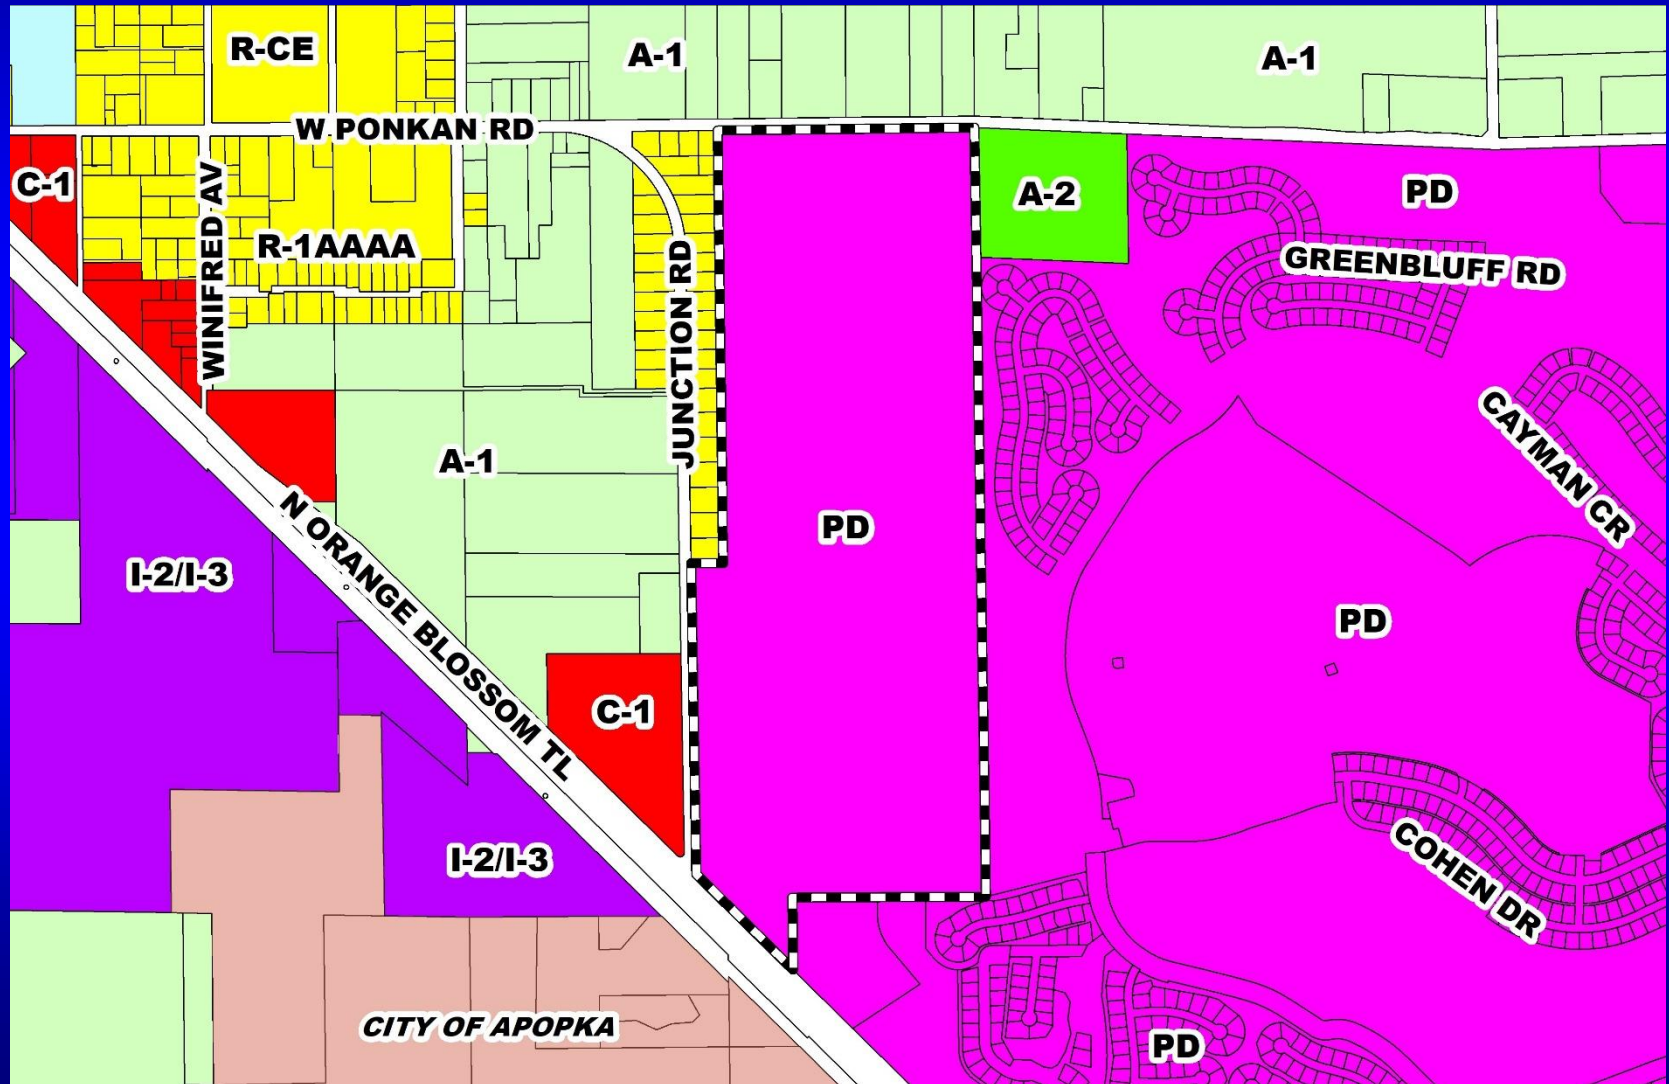 R-CE
A-1
A-1
W PONKAN RD
C-1
WINIFRED AV
R-1AAAA
JUNCTION RD
A-2
PD
GREENBLUFF RD
CAYMAN CR
A-1
N ORANGE BLOSSOM TL
PD
I-2/I-3
PD
C-1
I-2/I-3
COHEN DR
CITY OF APOPKA
PD